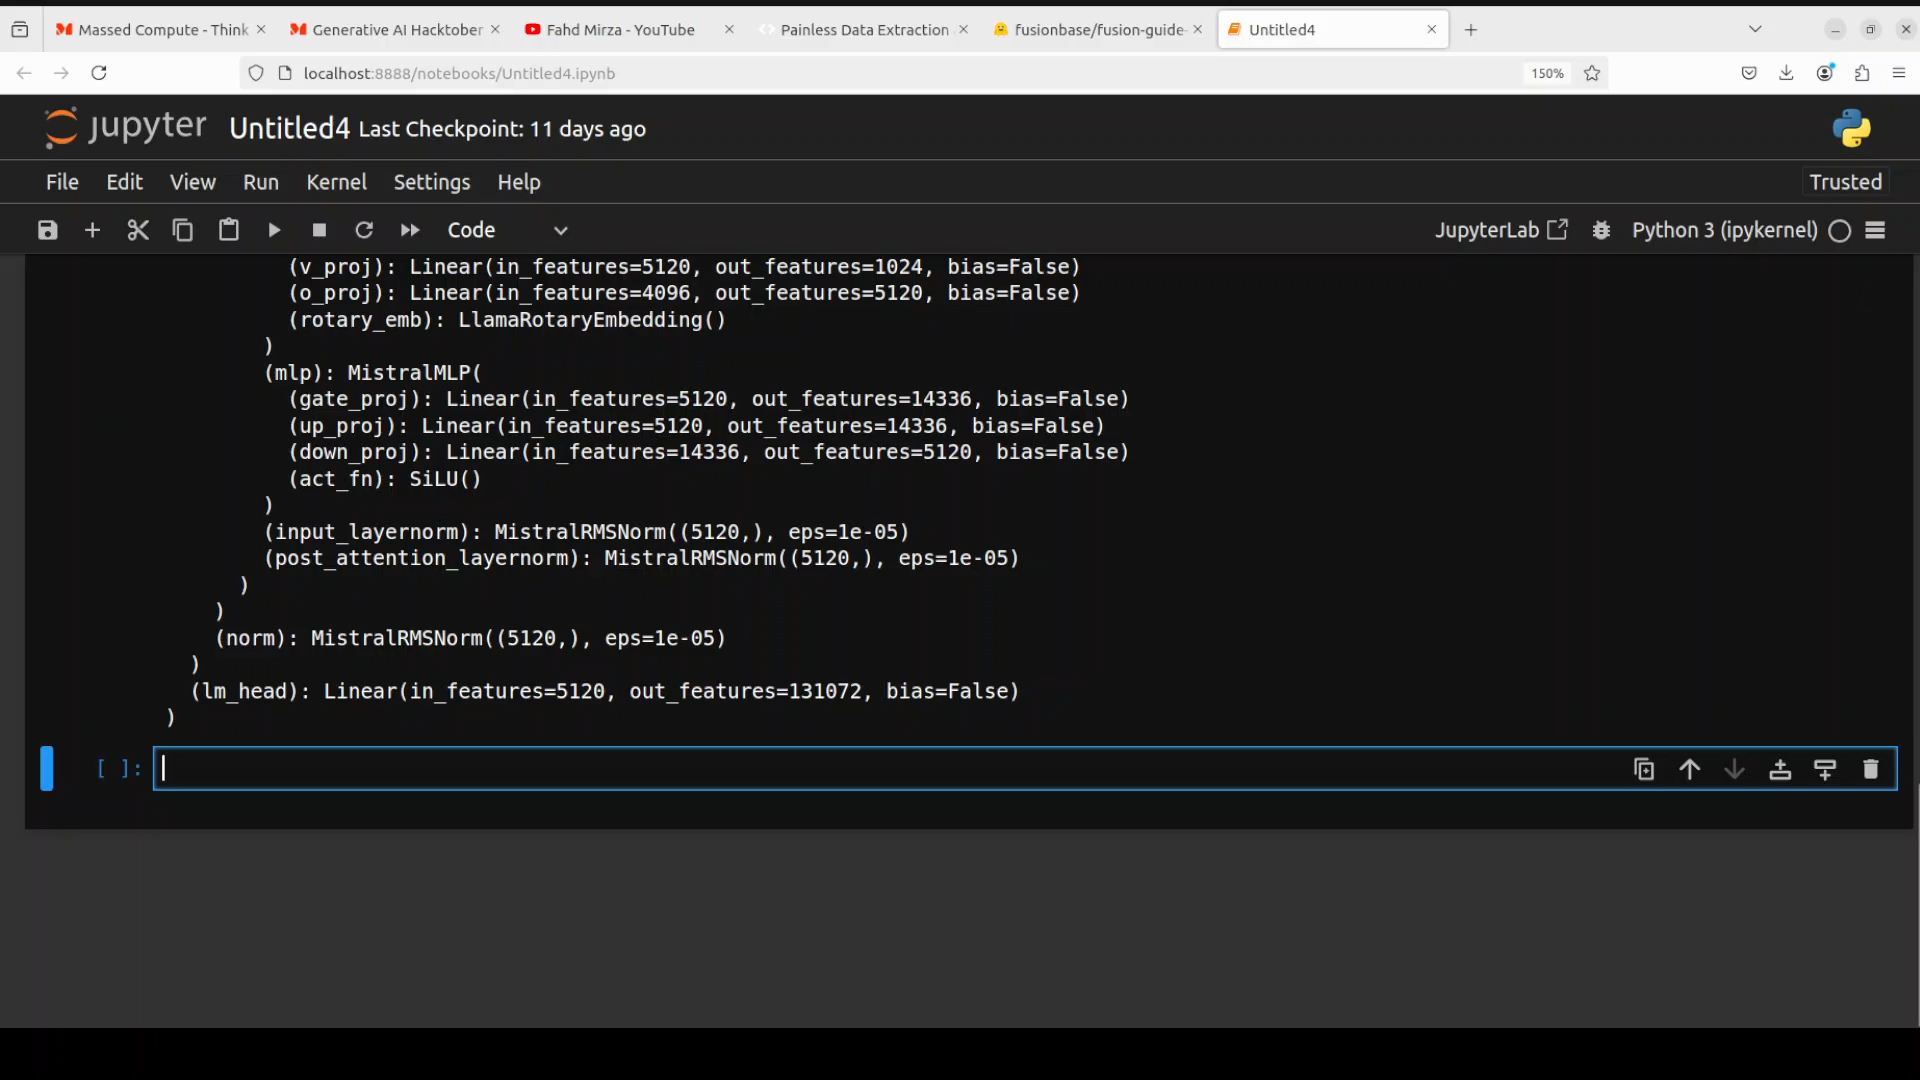 Massed Compute - Think
Generative AI Hacktober
Fahd Mirza - YouTube
Painless Data Extraction
fusionbase/fusion-guide-
Untitled4
localhost:8888/notebooks/Untitled4.ipynb
150%
jupyter
Untitled4 Last Checkpoint: 11 days ago
File Edit View Run Kernel Settings Help
Trusted
Code
JupyterLab
Python 3 (ipykernel)
(v_proj): Linear(in_features=5120, out_features=1024, bias=False)
(o_proj): Linear(in_features=4096, out_features=5120, bias=False)
(rotary_emb): LlamaRotaryEmbedding()
)
(mlp): MistralMLP(
(gate_proj): Linear(in_features=5120, out_features=14336, bias=False)
(up_proj): Linear(in_features=5120, out_features=14336, bias=False)
(down_proj): Linear(in_features=14336, out_features=5120, bias=False)
(act_fn): SiLU()
)
(input_layernorm): MistralRMSNorm((5120,), eps=1e-05)
(post_attention_layernorm): MistralRMSNorm((5120,), eps=1e-05)
)
)
(norm): MistralRMSNorm((5120,), eps=1e-05)
)
(lm_head): Linear(in_features=5120, out_features=131072, bias=False)
)
[ ]: